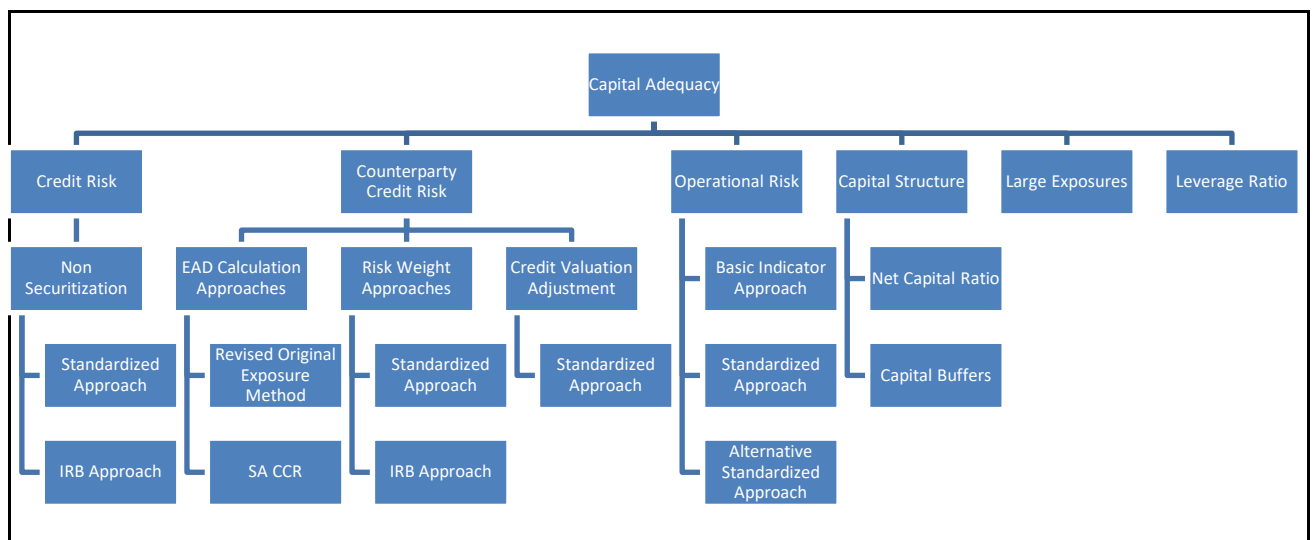 Capital Adequacy
Credit Risk
Counterparty
Credit Risk
Operational Risk
Capital Structure
Large Exposures
Leverage Ratio
Non
Securitization
EAD Calculation
Approaches
Risk Weight
Approaches
Credit Valuation
Adjustment
Basic Indicator
Approach
Net Capital Ratio
Standardized
Approach
Revised Original
Exposure
Method
Standardized
Approach
Standardized
Approach
Standardized
Approach
Capital Buffers
IRB Approach
SA CCR
IRB Approach
Alternative
Standardized
Approach